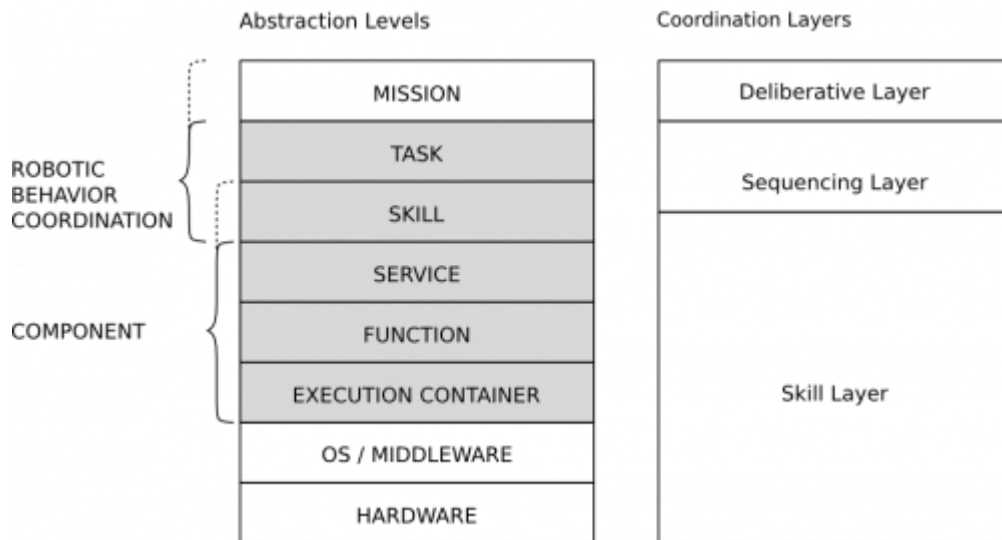 Abstraction Levels
Coordination Layers
MISSION
TASK
SKILL
SERVICE
FUNCTION
EXECUTION CONTAINER
OS / MIDDLEWARE
HARDWARE
ROBOTIC
BEHAVIOR
COORDINATION
COMPONENT
Deliberative Layer
Sequencing Layer
Skill Layer